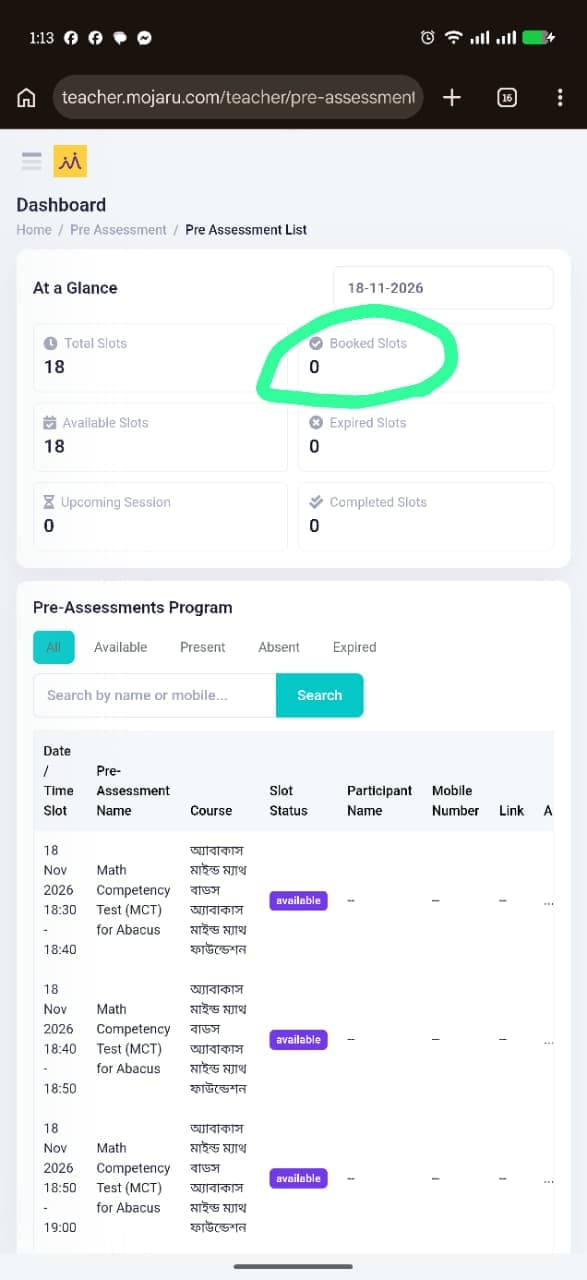 1:13
16
teacher.mojaru.com/teacher/pre-assessment
Dashboard
Home / Pre Assessment / Pre Assessment List
At a Glance
18-11-2026
Total Slots
18
Booked Slots
0
Available Slots
18
Expired Slots
0
Upcoming Session
0
Completed Slots
0
Pre-Assessments Program
All Available Present Absent Expired
Search by name or mobile...
Search
Date
/
Time
Slot
Pre-
Assessment
Name
Course
Slot
Status
Participant
Name
Mobile
Number
Link
A
18
Nov
2026
18:30
-
18:40
Math
Competency
Test (MCT)
for Abacus
অ্যাবাকাস
মাইন্ড ম্যাথ
বাডস
অ্যাবাকাস
মাইন্ড ম্যাথ
ফাউন্ডেশন
available
--
--
--
...
18
Nov
2026
18:40
-
18:50
Math
Competency
Test (MCT)
for Abacus
অ্যাবাকাস
মাইন্ড ম্যাথ
বাডস
অ্যাবাকাস
মাইন্ড ম্যাথ
ফাউন্ডেশন
available
--
--
--
...
18
Nov
2026
18:50
-
19:00
Math
Competency
Test (MCT)
for Abacus
অ্যাবাকাস
মাইন্ড ম্যাথ
বাডস
অ্যাবাকাস
মাইন্ড ম্যাথ
ফাউন্ডেশন
available
--
--
--
...